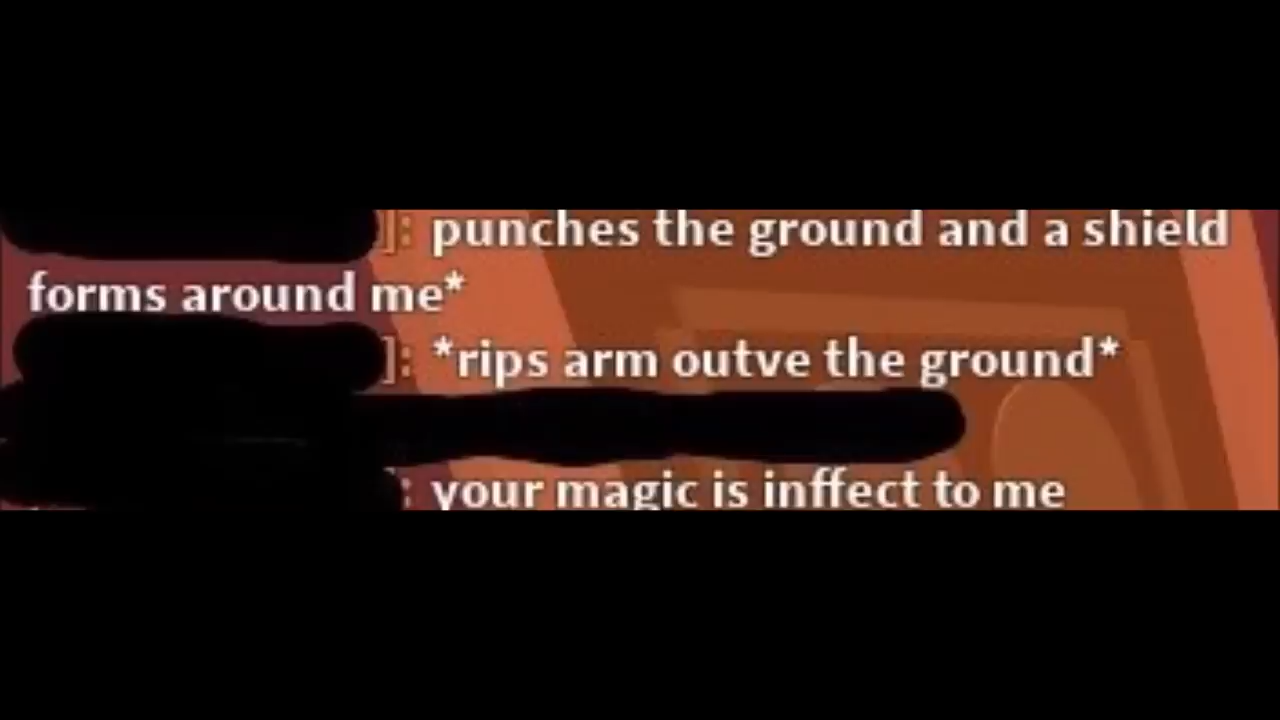 ]: punches the ground and a shield
forms around me*
]: *rips arm outve the ground*
: your magic is inffect to me